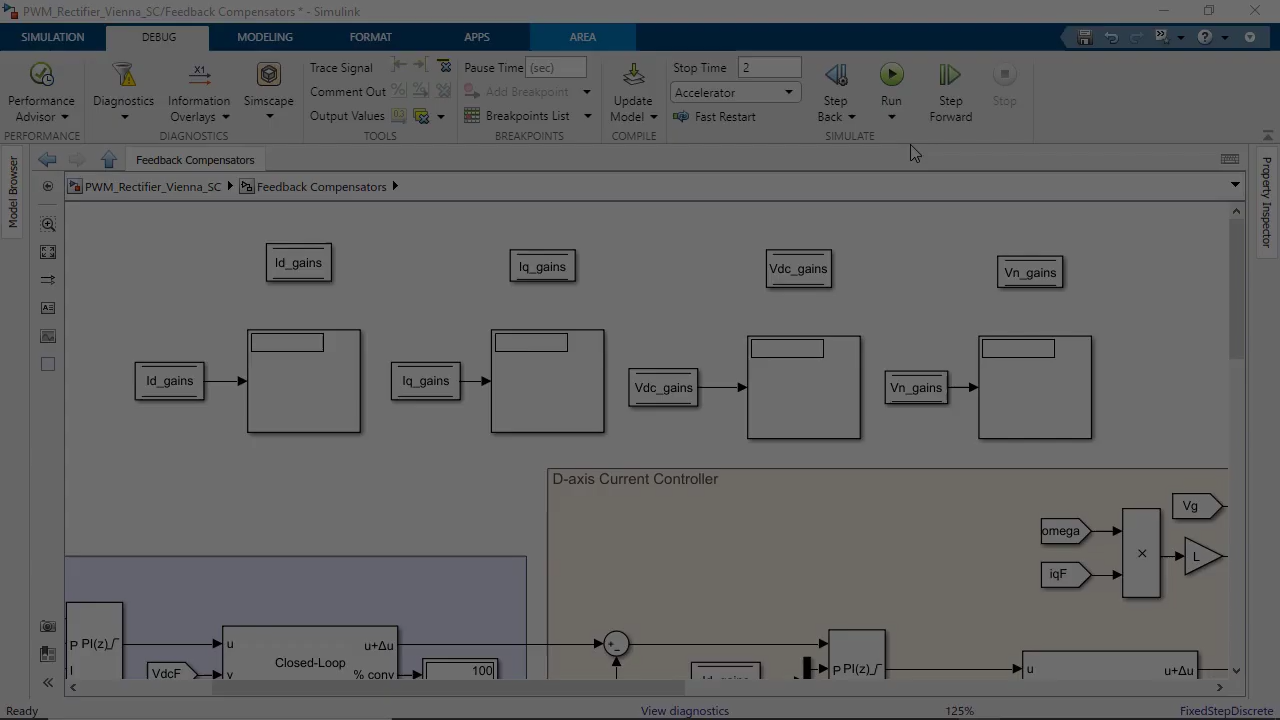 PWM_Rectifier_Vienna_SC/Feedback Compensators * - Simulink
SIMULATION DEBUG MODELING FORMAT APPS AREA
Performance Advisor
PERFORMANCE
Diagnostics
Information Overlays
Simscape
DIAGNOSTICS
Trace Signal
Comment Out
Output Values
TOOLS
Pause Time (sec)
Add Breakpoint
Breakpoints List
BREAKPOINTS
Update Model
COMPILE
Stop Time 2
Accelerator
Fast Restart
Step Back
Run
Step Forward
Stop
SIMULATE
Feedback Compensators
Model Browser
PWM_Rectifier_Vienna_SC Feedback Compensators
Property Inspector
Id_gains Iq_gains Vdc_gains Vn_gains
Id_gains Iq_gains Vdc_gains Vn_gains
D-axis Current Controller
Vg
omega
×
L
iqF
P PI(z)
I
u u+Δu
Closed-Loop
VdcF
y % conv
100
+
-
P PI(z)
u u+Δu
Ready View diagnostics 125% FixedStepDiscrete